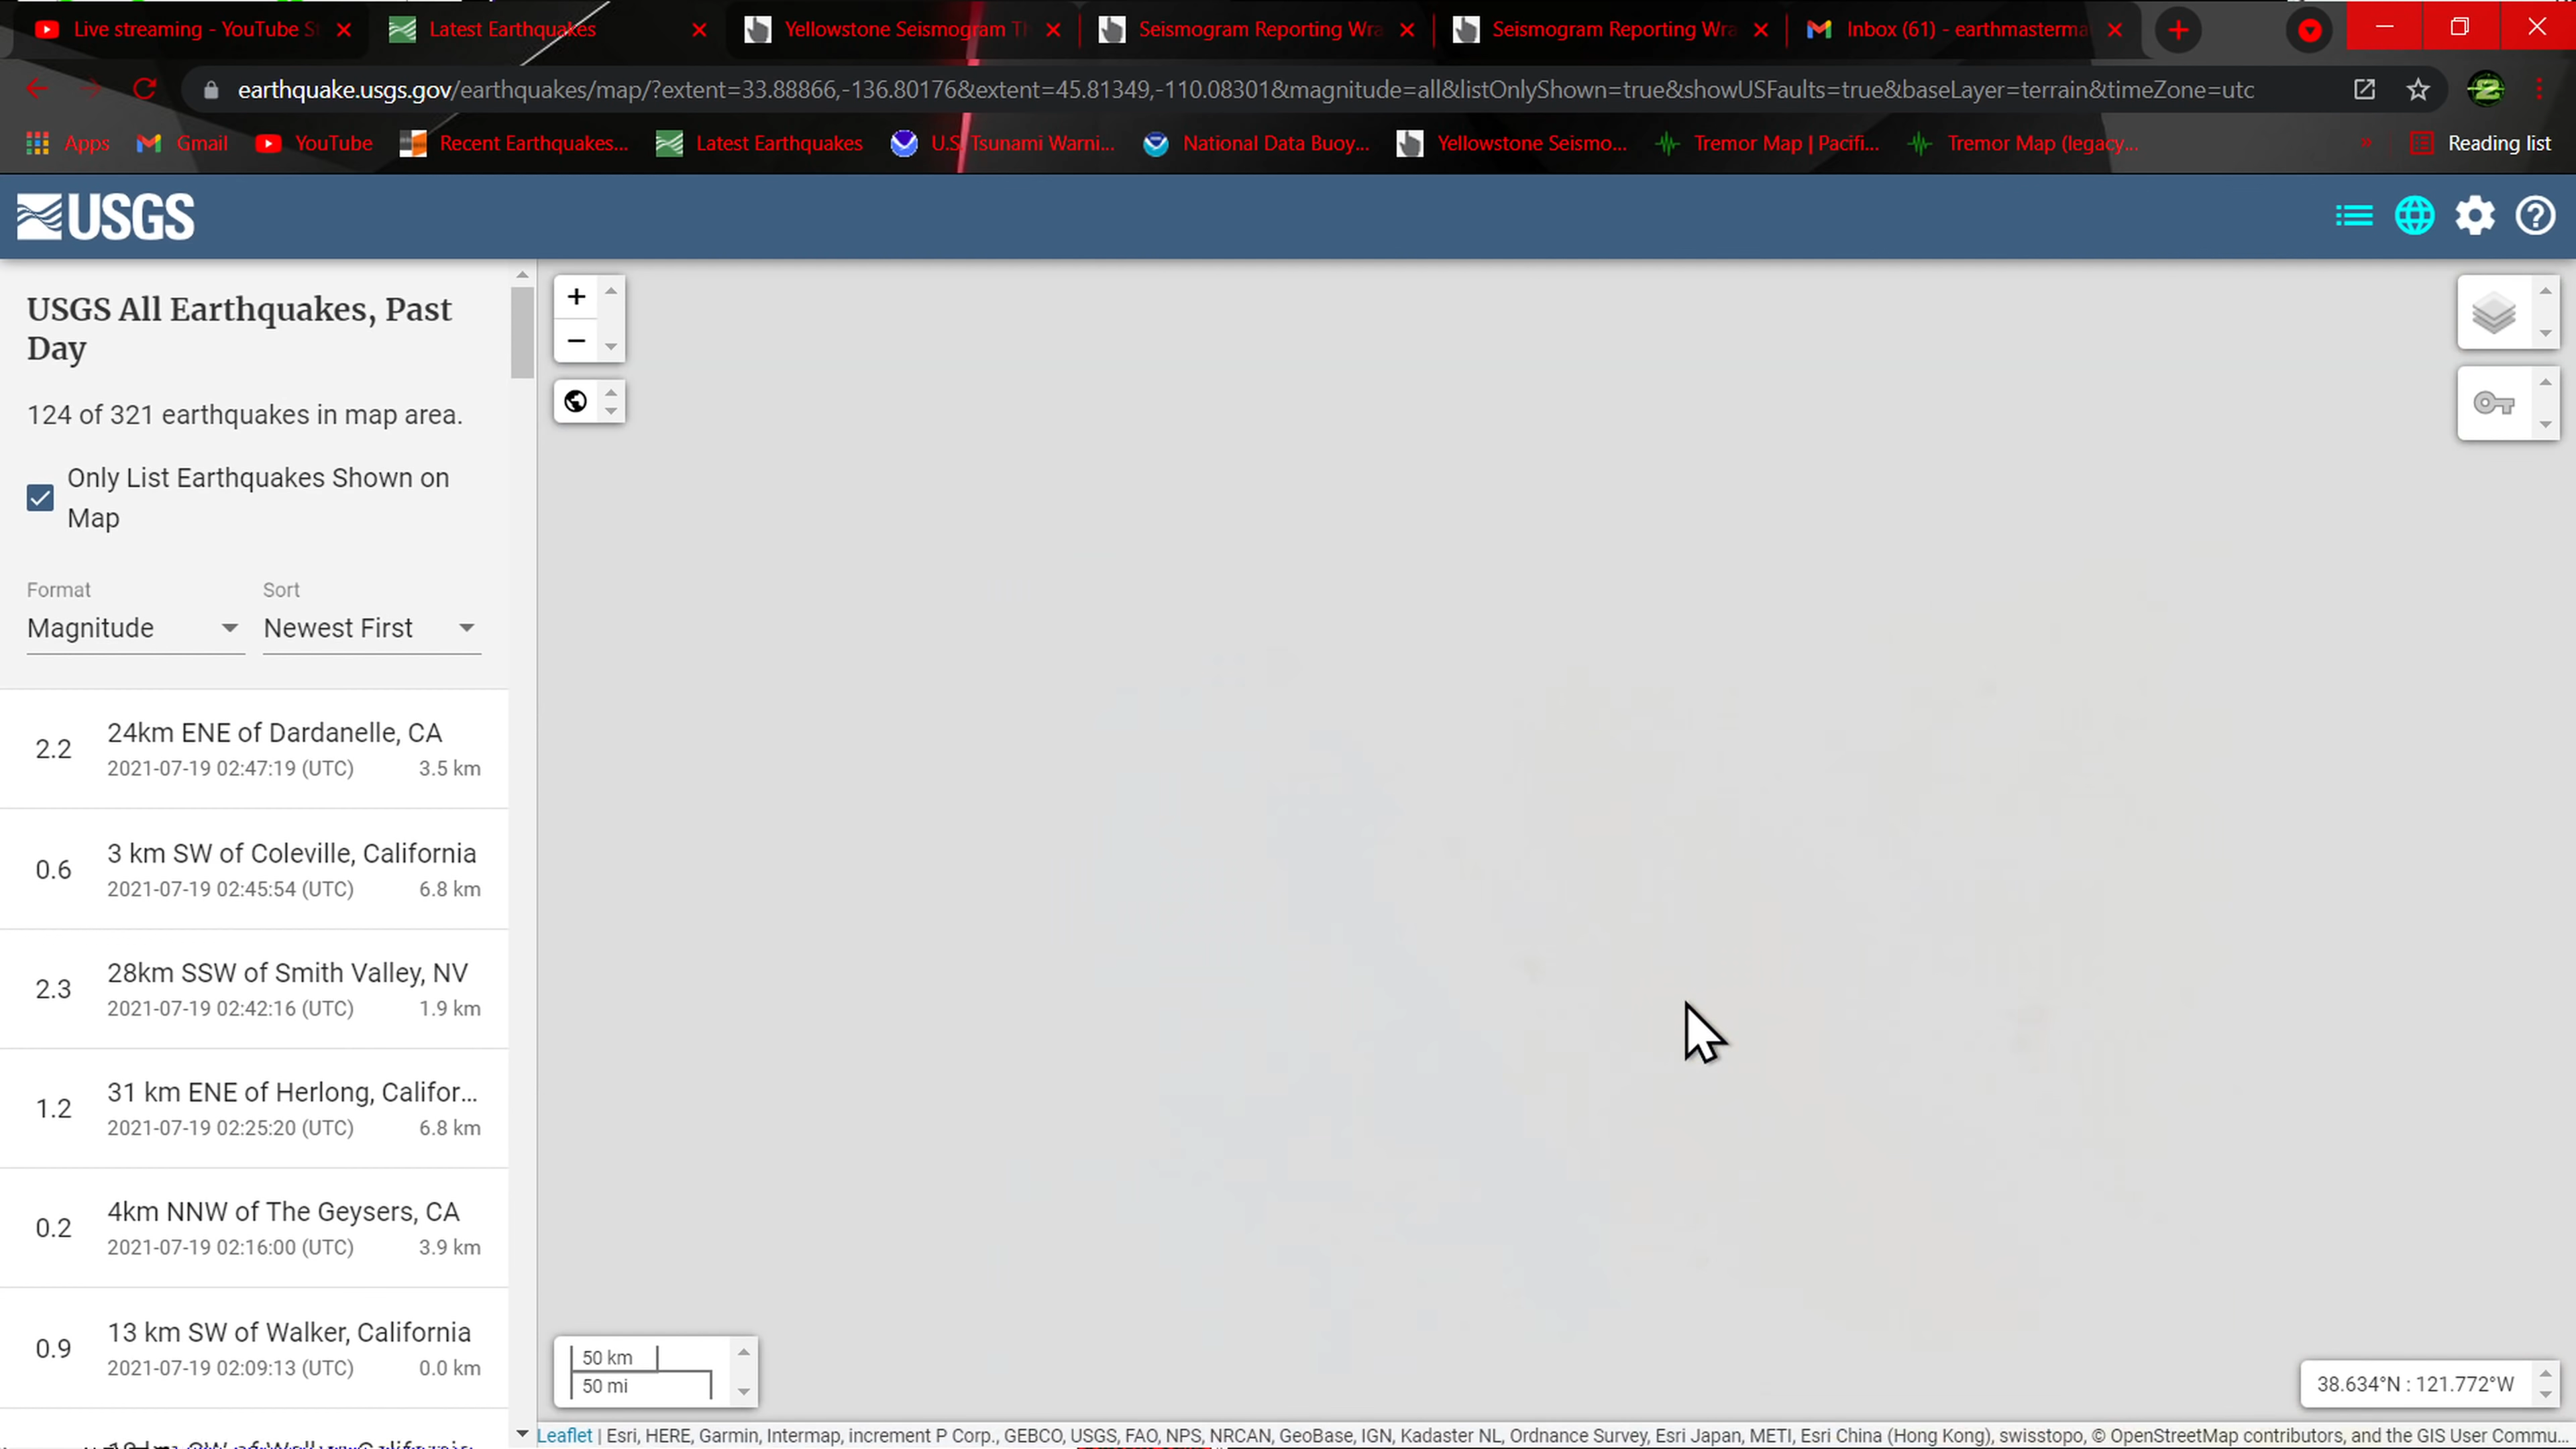 Live streaming - YouTube S
Latest Earthquakes
Yellowstone Seismogram
Seismogram Reporting Wra
Seismogram Reporting Wra
Inbox (61) - earthmasterma
earthquake.usgs.gov/earthquakes/map/?extent=33.88866,-136.80176&extent=45.81349,-110.08301&magnitude=all&listOnlyShown=true&showUSFaults=true&baseLayer=terrain&timeZone=utc
Apps
Gmail
YouTube
Recent Earthquakes...
Latest Earthquakes
U.S. Tsunami Warni...
National Data Buoy...
Yellowstone Seismo...
Tremor Map | Pacifi...
Tremor Map (legacy...
Reading list
USGS
USGS All Earthquakes, Past
Day
124 of 321 earthquakes in map area.
Only List Earthquakes Shown on
Map
Format
Sort
Magnitude
Newest First
2.2
24km ENE of Dardanelle, CA
2021-07-19 02:47:19 (UTC)
3.5 km
0.6
3 km SW of Coleville, California
2021-07-19 02:45:54 (UTC)
6.8 km
2.3
28km SSW of Smith Valley, NV
2021-07-19 02:42:16 (UTC)
1.9 km
1.2
31 km ENE of Herlong, Califor...
2021-07-19 02:25:20 (UTC)
6.8 km
0.2
4km NNW of The Geysers, CA
2021-07-19 02:16:00 (UTC)
3.9 km
0.9
13 km SW of Walker, California
2021-07-19 02:09:13 (UTC)
0.0 km
+
−
50 km
50 mi
38.634°N : 121.772°W
Leaflet | Esri, HERE, Garmin, Intermap, increment P Corp., GEBCO, USGS, FAO, NPS, NRCAN, GeoBase, IGN, Kadaster NL, Ordnance Survey, Esri Japan, METI, Esri China (Hong Kong), swisstopo, © OpenStreetMap contributors, and the GIS User Commu...